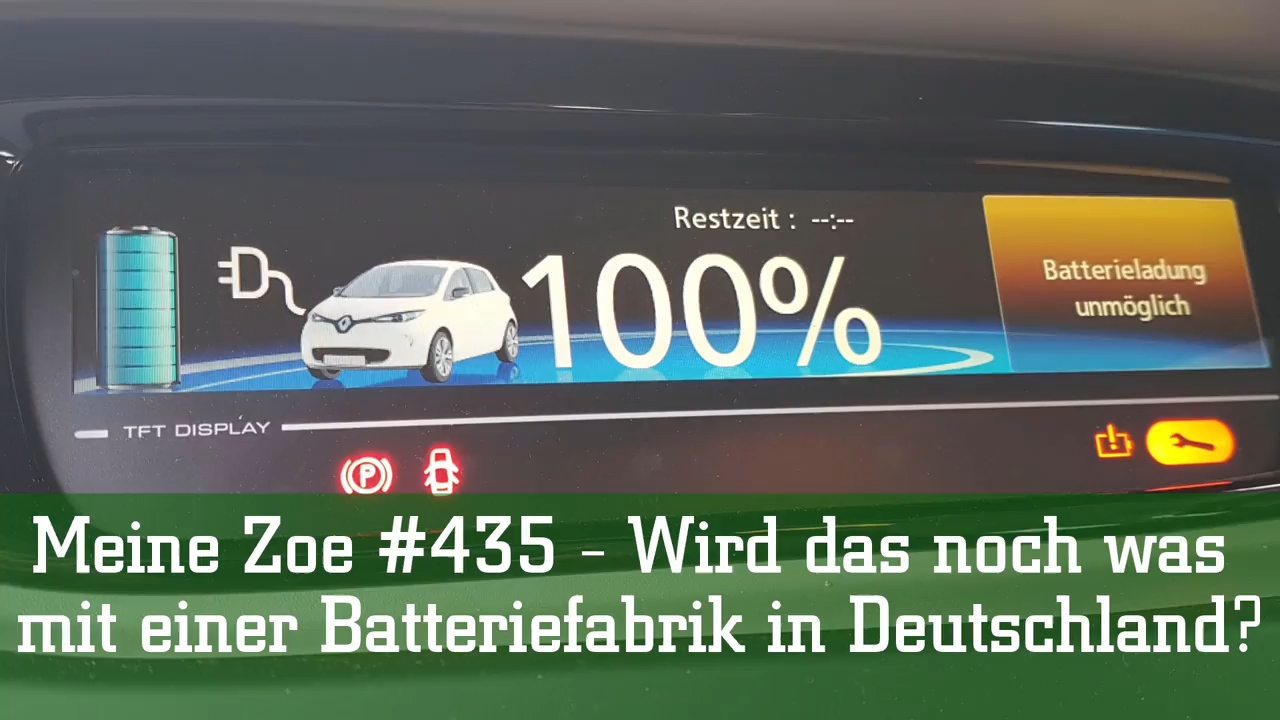 Restzeit : --:--
100%
Batterieladung
unmöglich
TFT DISPLAY
P
Meine Zoe #435 - Wird das noch was
mit einer Batteriefabrik in Deutschland?